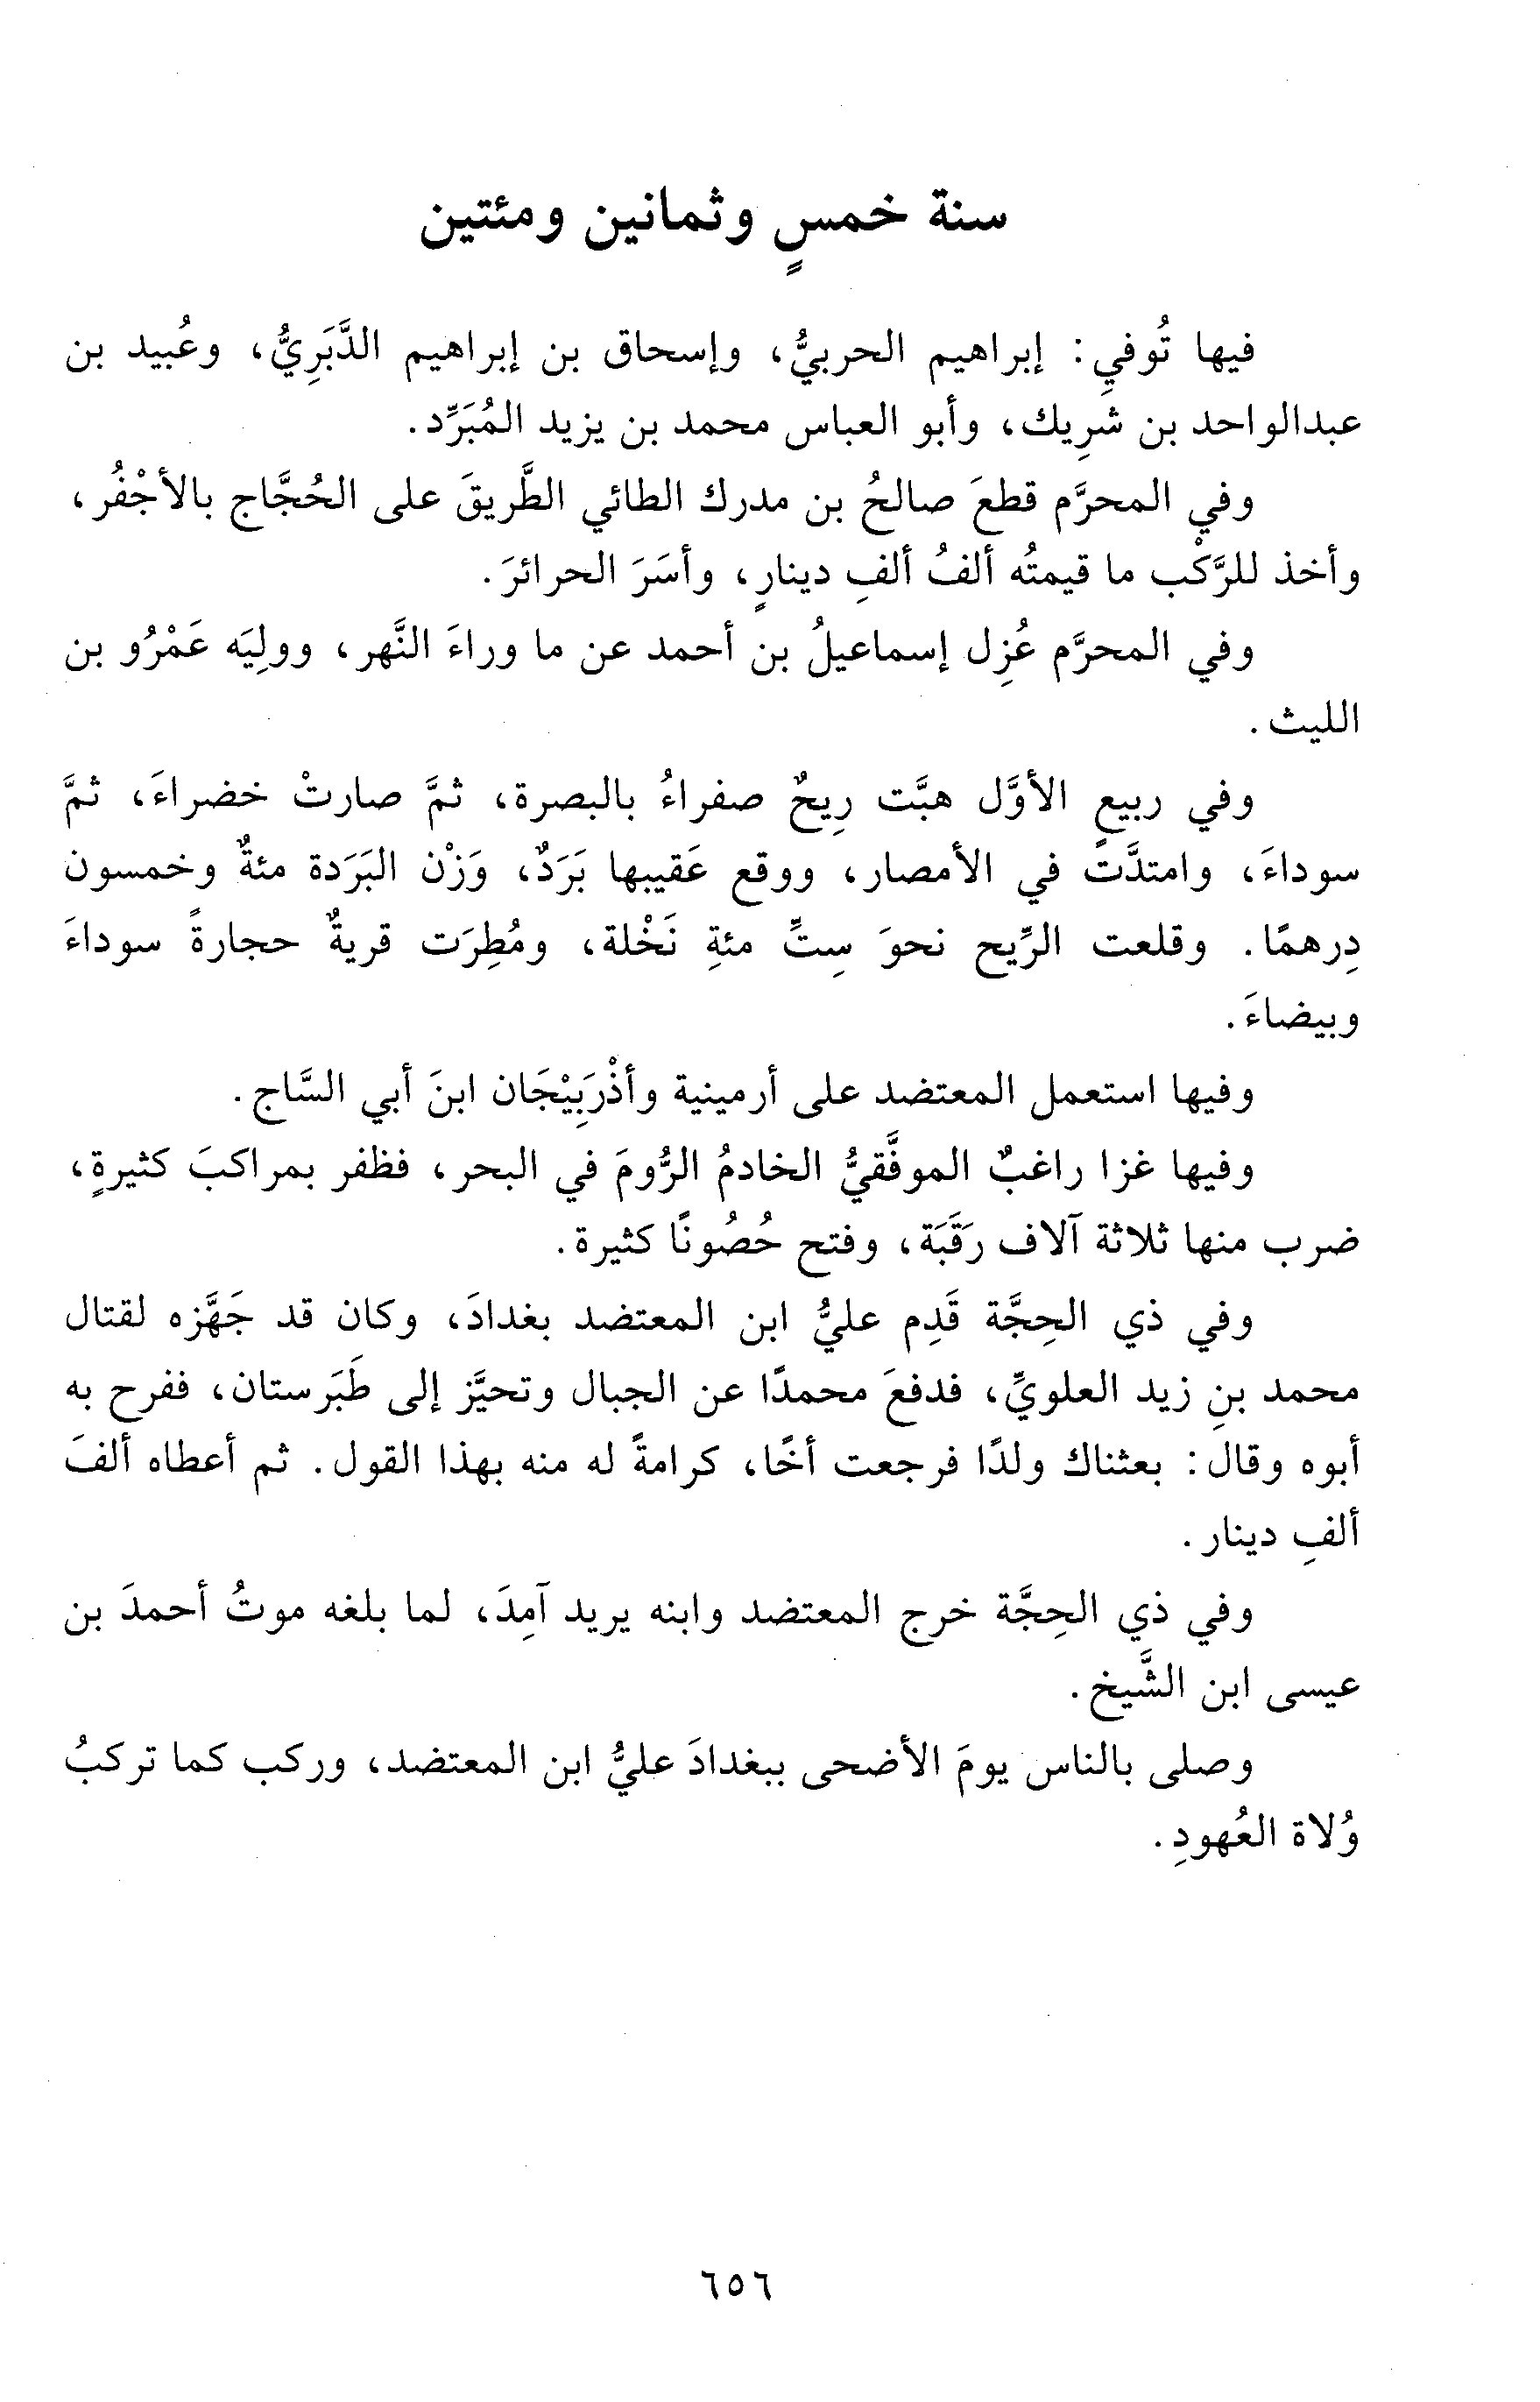 سنة خمسٍ وثمانين ومئتين
فيها تُوفيِ: إبراهيم الحربيُّ، وإسحاق بن إبراهيم الدَّبَرِيُّ، وعُبيد بن
عبدالواحد بن شَرِيك، وأبو العباس محمد بن يزيد المُبَرِّد.
وفي المحرَّم قطعَ صالحُ بن مدرك الطائي الطَّريقَ على الحُجَّاج بالأجْفُر،
وأخذ للرَّكْب ما قيمتُه ألفُ ألفِ دينارٍ، وأسَرَ الحرائرَ.
وفي المحرَّم عُزِل إسماعيلُ بن أحمد عن ما وراءَ النَّهر، ووليَه عَمْرُو بن
الليث.
وفي ربيعٍ الأوَّل هبَّت رِيحٌ صفراءُ بالبصرة، ثمَّ صارتْ خضراءَ، ثمَّ
سوداءَ، وامتدَّتْ في الأمصار، ووقع عَقيبها بَرَدٌ، وَزْن البَرَدة مئةٌ وخمسون
دِرهمًا. وقلعت الرِّيح نحوَ سِتِّ مئةِ نَخْلة، ومُطِرَت قريةٌ حجارةً سوداءَ
وبيضاءَ.
وفيها استعمل المعتضد على أرمينية وأذْرَبِيْجَان ابنَ أبي السَّاج.
وفيها غزا راغبٌ الموفَّقيُّ الخادمُ الرُّومَ في البحر، فظفر بمراكبَ كثيرةٍ،
ضرب منها ثلاثة آلاف رَقَبَة، وفتح حُصُونًا كثيرة.
وفي ذي الحِجَّة قَدِم عليُّ ابن المعتضد بغدادَ، وكان قد جَهَّزه لقتال
محمد بنِ زيد العلويِّ، فدفعَ محمدًا عن الجبال وتحيَّز إلى طَبَرستان، ففرح به
أبوه وقال: بعثناك ولدًا فرجعت أخًا، كرامةً له منه بهذا القول. ثم أعطاه ألفَ
ألفِ دينار.
وفي ذي الحِجَّة خرج المعتضد وابنه يريد آمِدَ، لما بلغه موتُ أحمدَ بن
عيسى ابن الشَّيخ.
وصلى بالناس يومَ الأضحى ببغدادَ عليُّ ابن المعتضد، وركب كما تركبُ
وُلاة العُهودِ.
٦٥٦